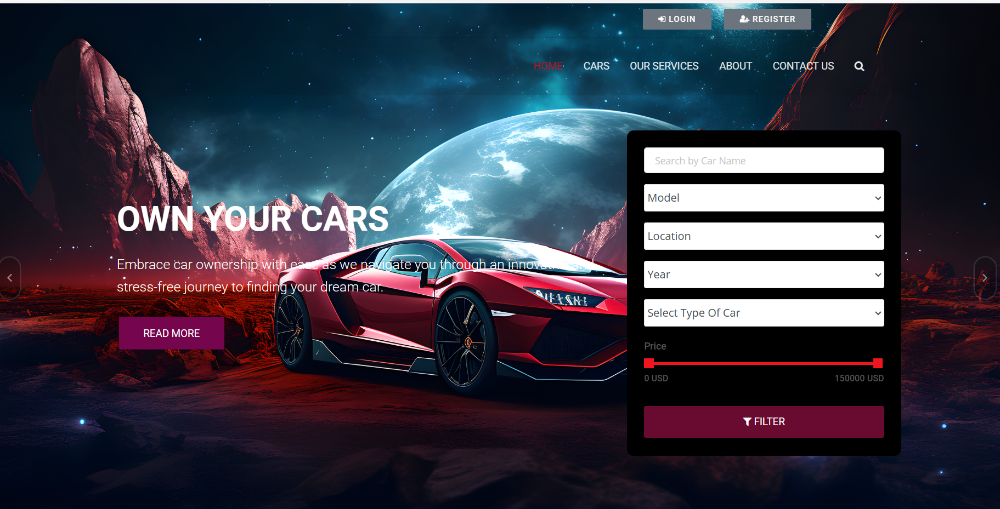 LOGIN
REGISTER
HOME
CARS
OUR SERVICES
ABOUT
CONTACT US
OWN YOUR CARS
Embrace car ownership with ease as we navigate you through an innovative and
stress-free journey to finding your dream car.
READ MORE
Search by Car Name
Model
Location
Year
Select Type Of Car
Price
0 USD
150000 USD
FILTER